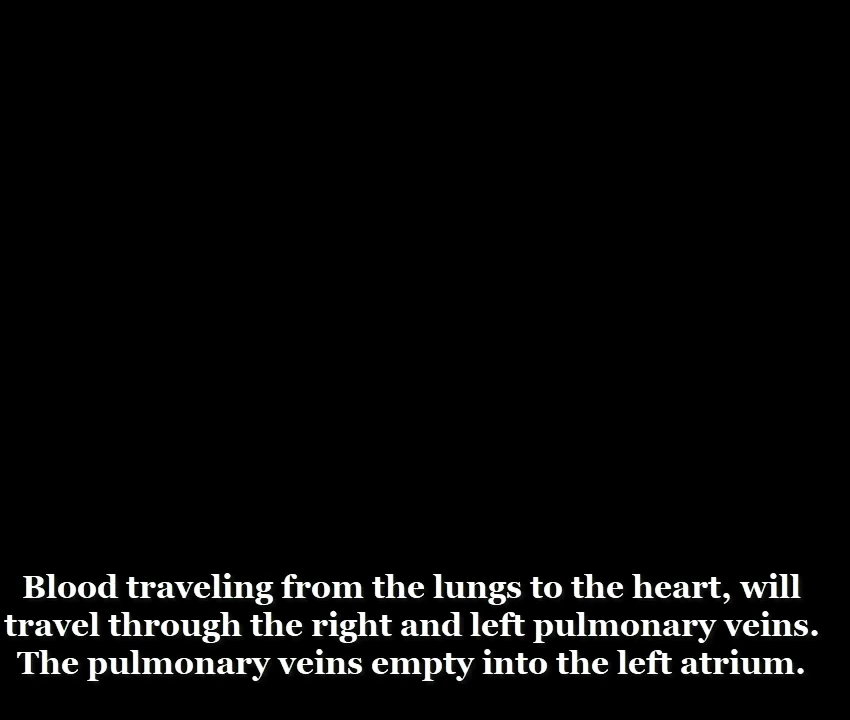 Blood traveling from the lungs to the heart, will
travel through the right and left pulmonary veins.
The pulmonary veins empty into the left atrium.